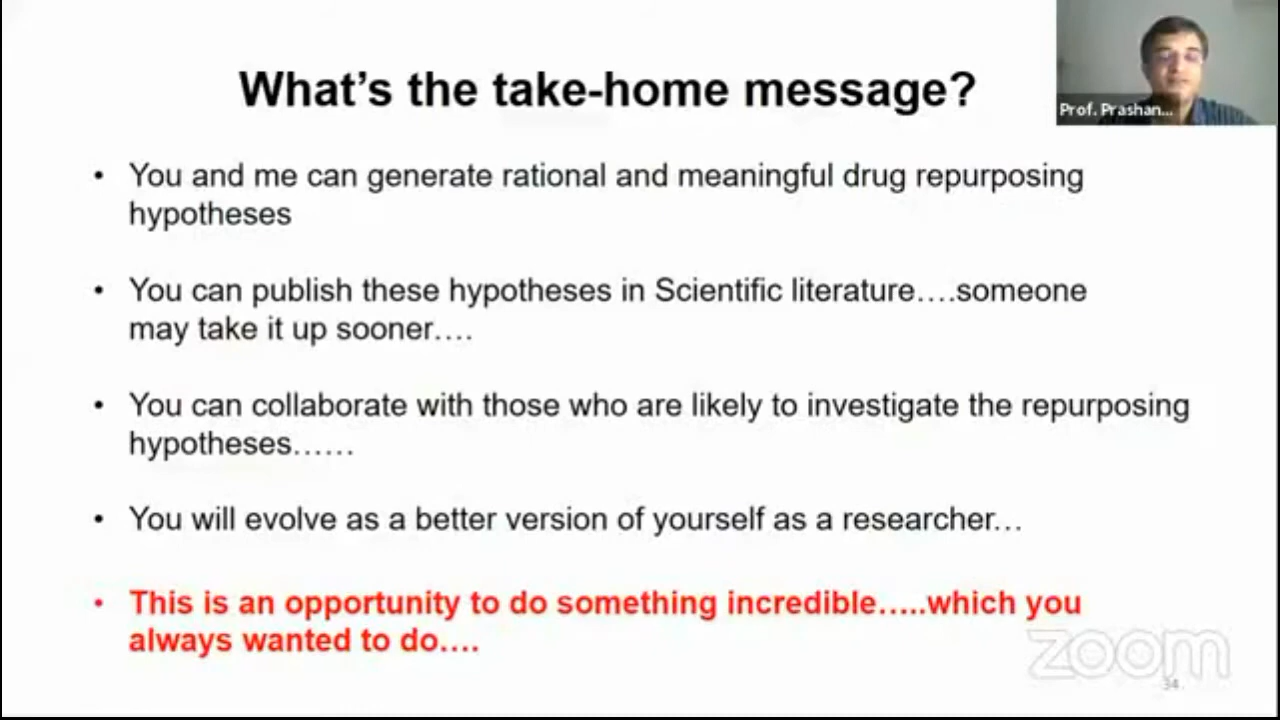 What's the take-home message?
Prof. Prashan...
• You and me can generate rational and meaningful drug repurposing
hypotheses
• You can publish these hypotheses in Scientific literature….someone
may take it up sooner….
• You can collaborate with those who are likely to investigate the repurposing
hypotheses……
• You will evolve as a better version of yourself as a researcher…
• This is an opportunity to do something incredible…..which you
always wanted to do….
zoom
34